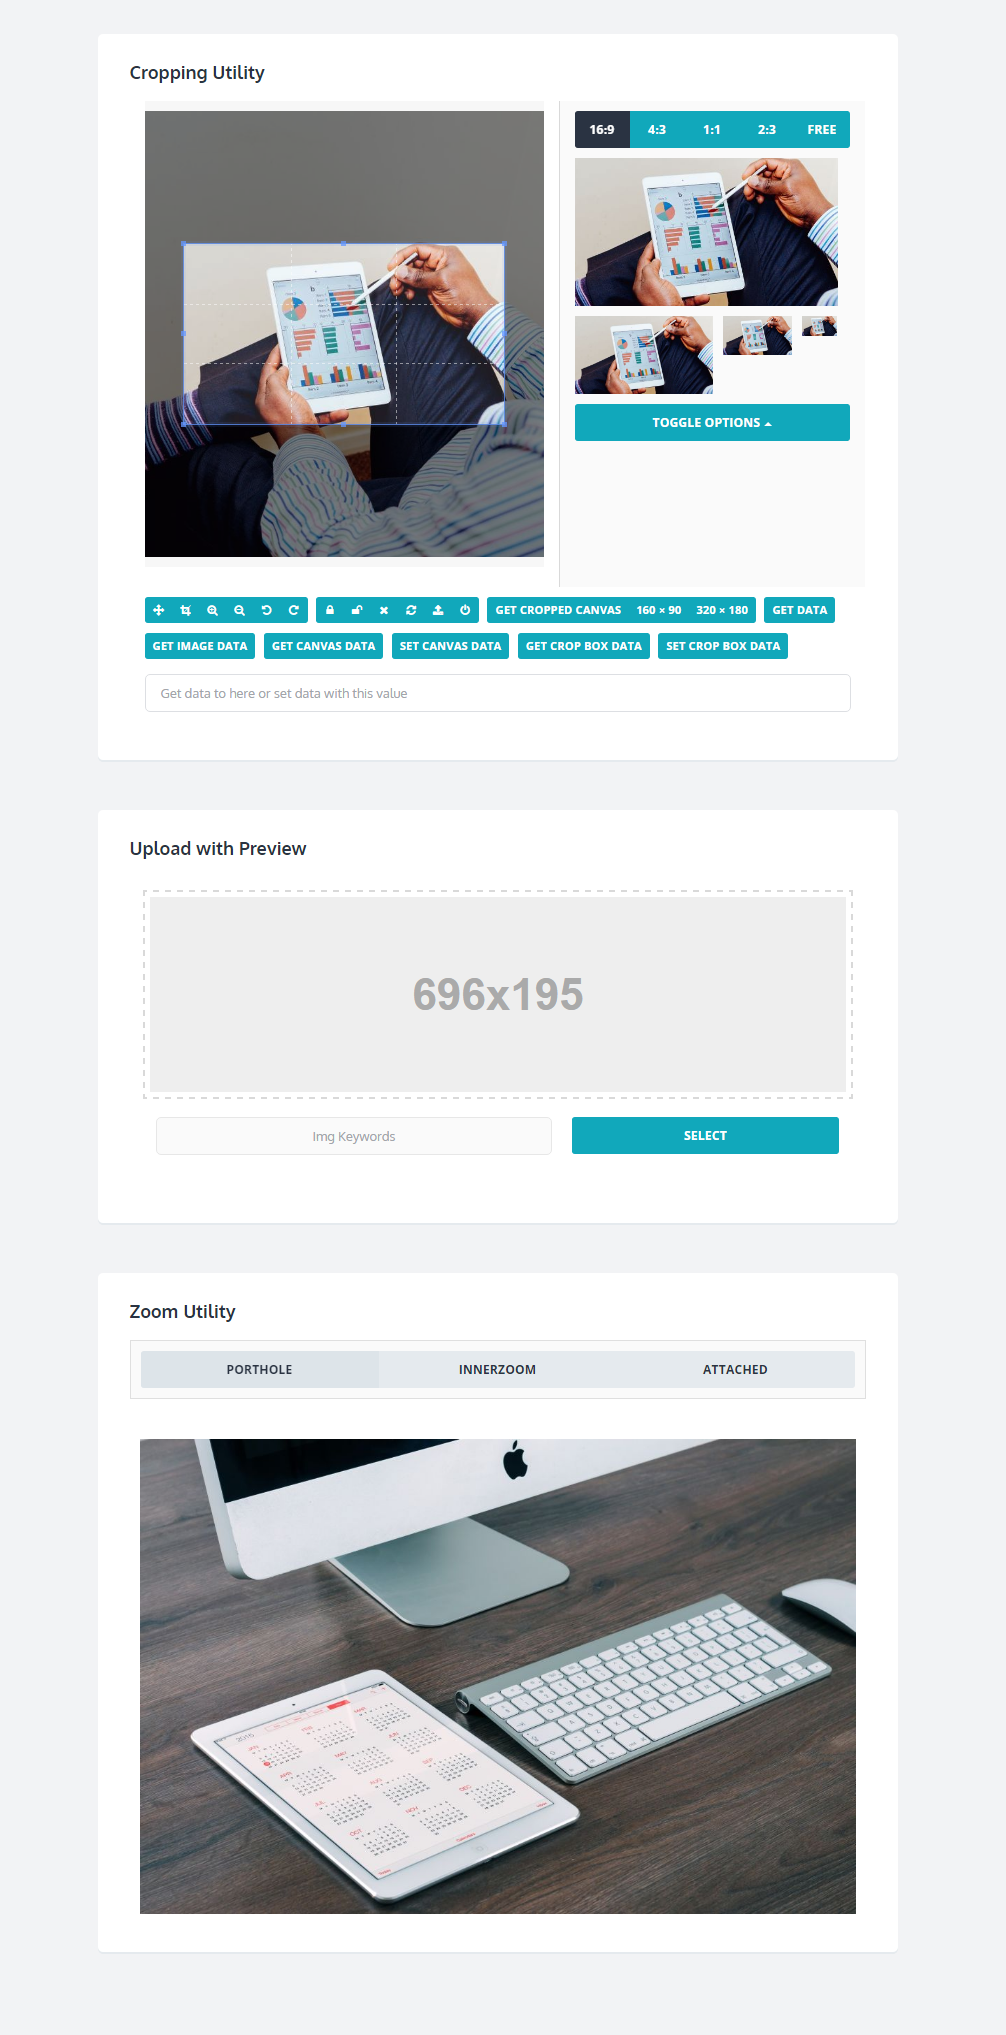 Cropping Utility
16:9 4:3 1:1 2:3 FREE
TOGGLE OPTIONS
GET CROPPED CANVAS 160 × 90 320 × 180 GET DATA
GET IMAGE DATA GET CANVAS DATA SET CANVAS DATA GET CROP BOX DATA SET CROP BOX DATA
Get data to here or set data with this value
Upload with Preview
696x195
Img Keywords
SELECT
Zoom Utility
PORTHOLE INNERZOOM ATTACHED